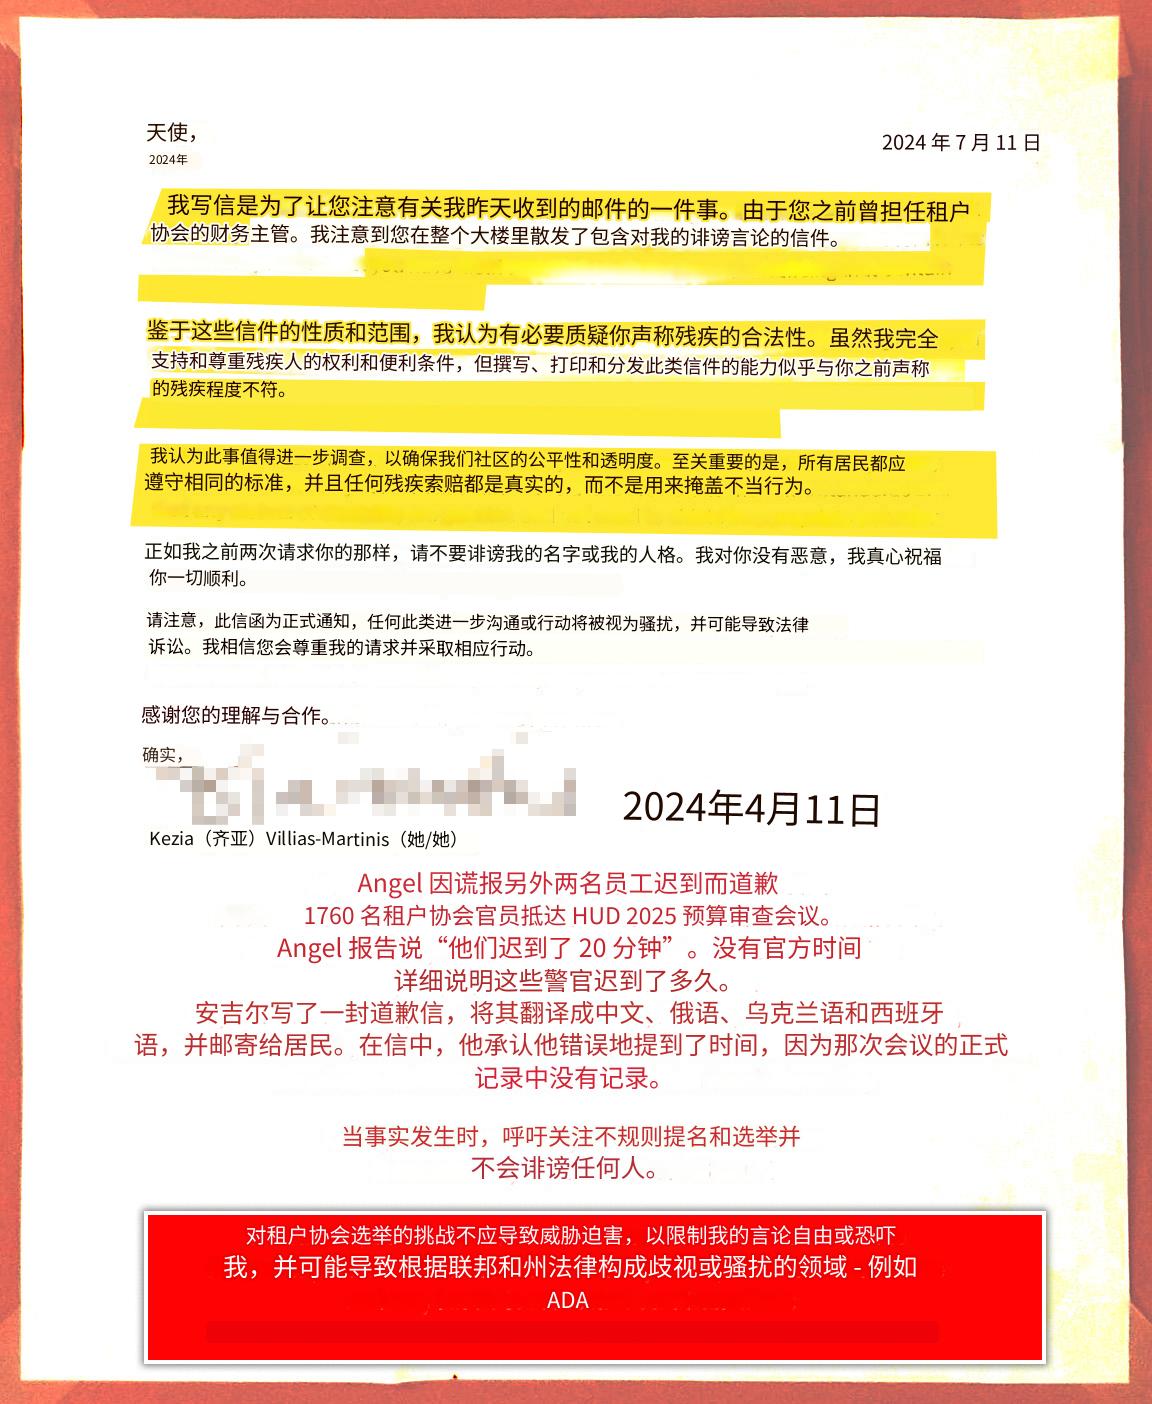 天使，
2024 年 7 月 11 日
2024年
我写信是为了让您注意有关我昨天收到的邮件的一件事。由于您之前曾担任租户
协会的财务主管。我注意到您在整个大楼里散发了包含对我的诽谤言论的信件。
鉴于这些信件的性质和范围，我认为有必要质疑你声称残疾的合法性。虽然我完全
支持和尊重残疾人的权利和便利条件，但撰写、打印和分发此类信件的能力似乎与你之前声称
的残疾程度不符。
我认为此事值得进一步调查，以确保我们社区的公平性和透明度。至关重要的是，所有居民都应
遵守相同的标准，并且任何残疾索赔都是真实的，而不是用来掩盖不当行为。
正如我之前两次请求你的那样，请不要诽谤我的名字或我的人格。我对你没有恶意，我真心祝福
你一切顺利。
请注意，此信函为正式通知，任何此类进一步沟通或行动将被视为骚扰，并可能导致法律
诉讼。我相信您会尊重我的请求并采取相应行动。
感谢您的理解与合作。
确实，
2024年4月11日
Kezia（齐亚）Villias-Martinis（她/她）
Angel 因谎报另外两名员工迟到而道歉
1760 名租户协会官员抵达 HUD 2025 预算审查会议。
Angel 报告说“他们迟到了 20 分钟”。没有官方时间
详细说明这些警官迟到了多久。
安吉尔写了一封道歉信，将其翻译成中文、俄语、乌克兰语和西班牙
语，并邮寄给居民。在信中，他承认他错误地提到了时间，因为那次会议的正式
记录中没有记录。
当事实发生时，呼吁关注不规则提名和选举并
不会诽谤任何人。
对租户协会选举的挑战不应导致威胁迫害，以限制我的言论自由或恐吓
我，并可能导致根据联邦和州法律构成歧视或骚扰的领域 - 例如
ADA